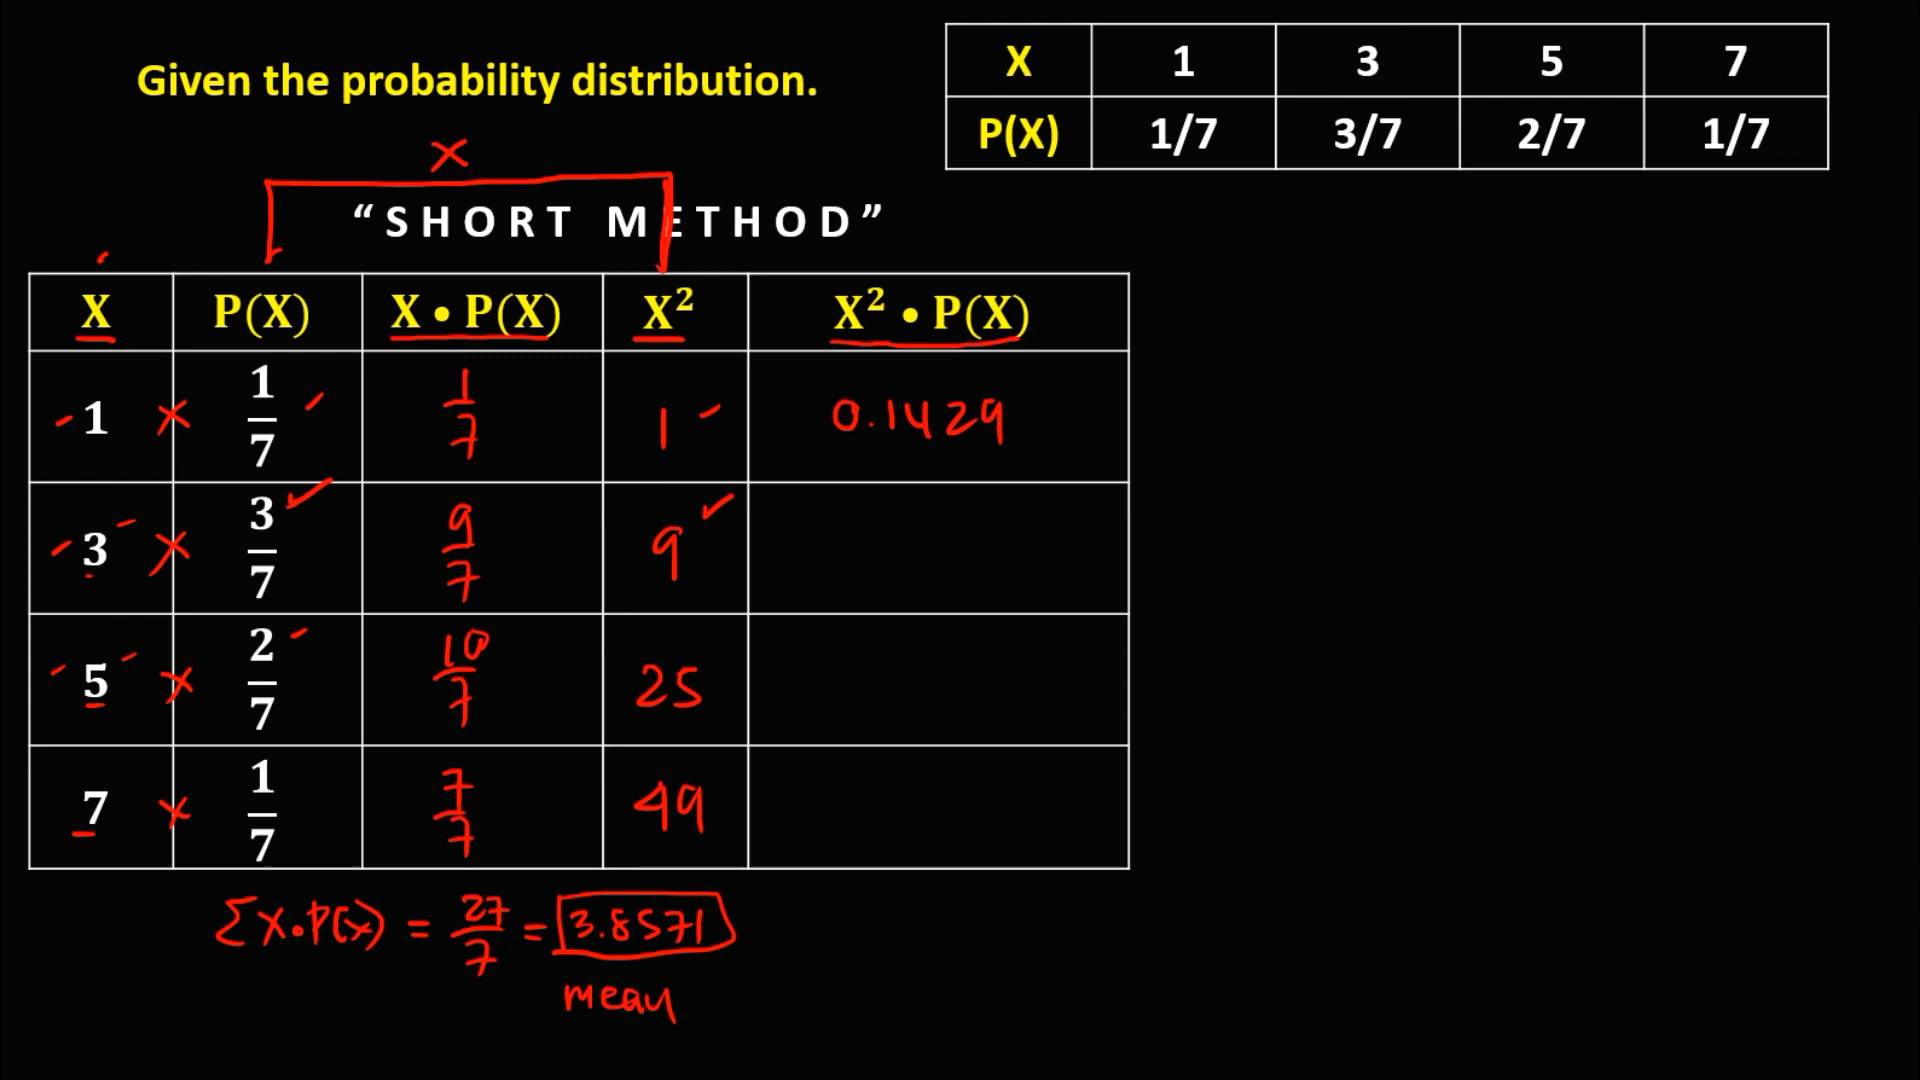 Given the probability distribution.
X 1 3 5 7
P(X) 1/7 3/7 2/7 1/7
×
“SHORT METHOD”
X P(X) X • P(X) X² X² • P(X)
1 × 1/7 1/7 1 0.1429
3 × 3/7 9/7 9
5 × 2/7 10/7 25
7 × 1/7 7/7 49
Σ X•P(x) = 27/7 = 3.8571
mean